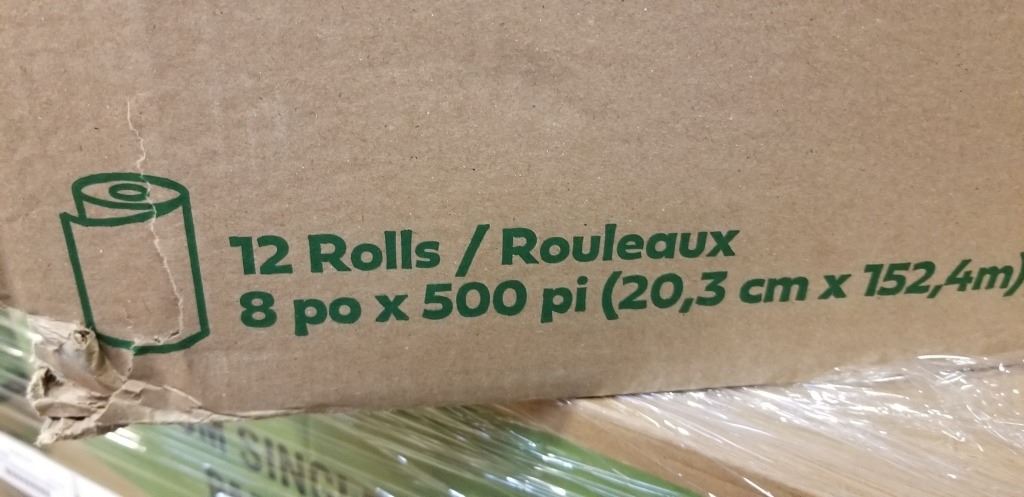 12 Rolls / Rouleaux
8 po x 500 pi (20,3 cm x 152,4m)